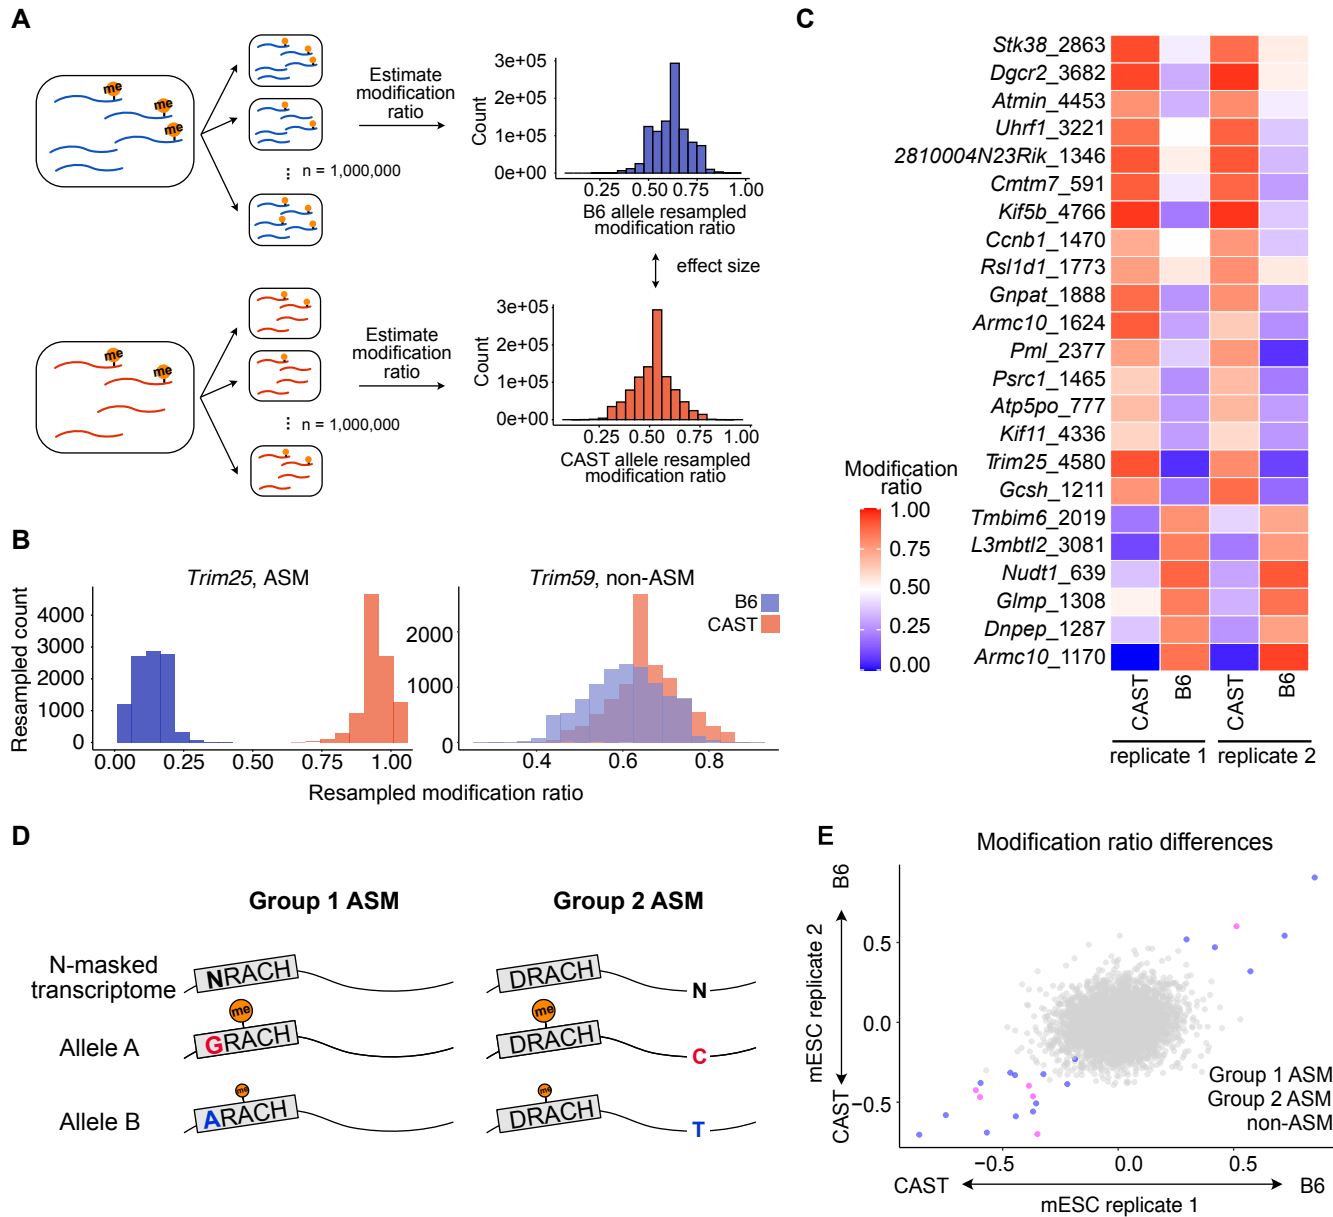 A
me
me
me
n = 1,000,000
Estimate
modification
ratio
Count
3e+05
2e+05
1e+05
0e+00
0.25 0.50 0.75 1.00
B6 allele resampled
modification ratio
effect size
me
me
n = 1,000,000
Estimate
modification
ratio
Count
3e+05
2e+05
1e+05
0e+00
0.25 0.50 0.75 1.00
CAST allele resampled
modification ratio
B
Trim25, ASM
Resampled count
4000
3000
2000
1000
0
0.00 0.25 0.50 0.75 1.00
Trim59, non-ASM
B6
CAST
2000
1000
0
0.4 0.6 0.8
Resampled modification ratio
C
Stk38_2863
Dgcr2_3682
Atmin_4453
Uhrf1_3221
2810004N23Rik_1346
Cmtm7_591
Kif5b_4766
Ccnb1_1470
Rsl1d1_1773
Gnpat_1888
Armc10_1624
Pml_2377
Psrc1_1465
Atp5po_777
Kif11_4336
Trim25_4580
Gcsh_1211
Tmbim6_2019
L3mbtl2_3081
Nudt1_639
Glmp_1308
Dnpep_1287
Armc10_1170
Modification
ratio
1.00
0.75
0.50
0.25
0.00
CAST B6 CAST B6
replicate 1 replicate 2
D
Group 1 ASM Group 2 ASM
N-masked
transcriptome
NRACH
DRACH
N
Allele A
me
GRACH
me
DRACH
C
Allele B
me
ARACH
me
DRACH
T
E
Modification ratio differences
B6
mESC replicate 2
CAST
0.5
0.0
−0.5
Group 1 ASM
Group 2 ASM
non-ASM
−0.5 0.0 0.5
CAST B6
mESC replicate 1